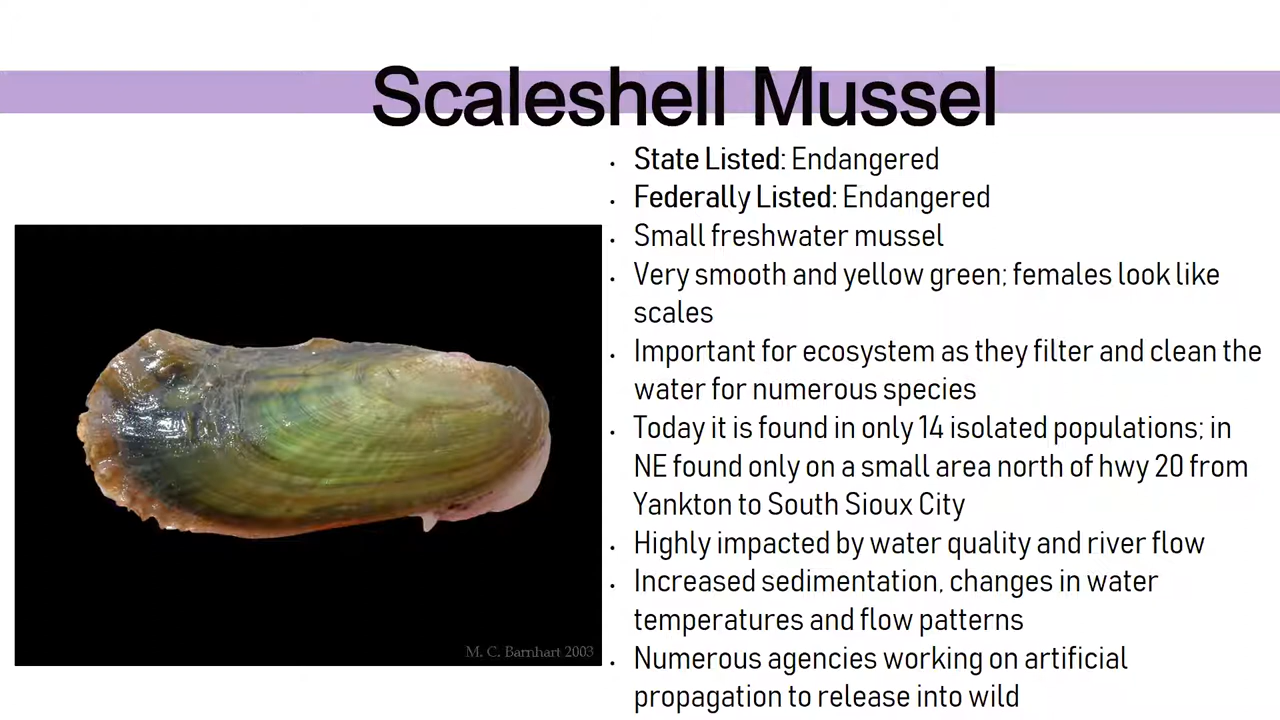 Scaleshell Mussel
• State Listed: Endangered
• Federally Listed: Endangered
• Small freshwater mussel
• Very smooth and yellow green; females look like
scales
• Important for ecosystem as they filter and clean the
water for numerous species
• Today it is found in only 14 isolated populations; in
NE found only on a small area north of hwy 20 from
Yankton to South Sioux City
• Highly impacted by water quality and river flow
• Increased sedimentation, changes in water
temperatures and flow patterns
• Numerous agencies working on artificial
propagation to release into wild
M. C. Barnhart 2003